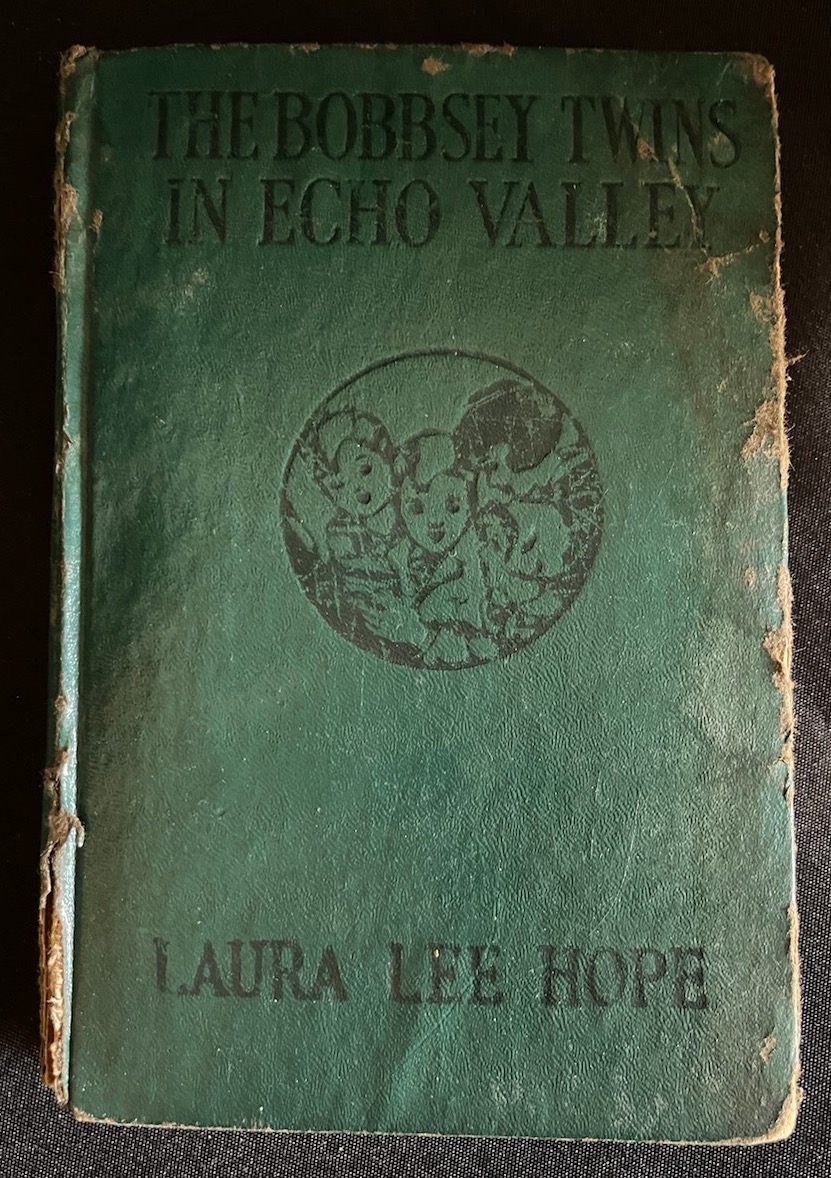 THE BOBBSEY TWINS
IN ECHO VALLEY
LAURA LEE HOPE